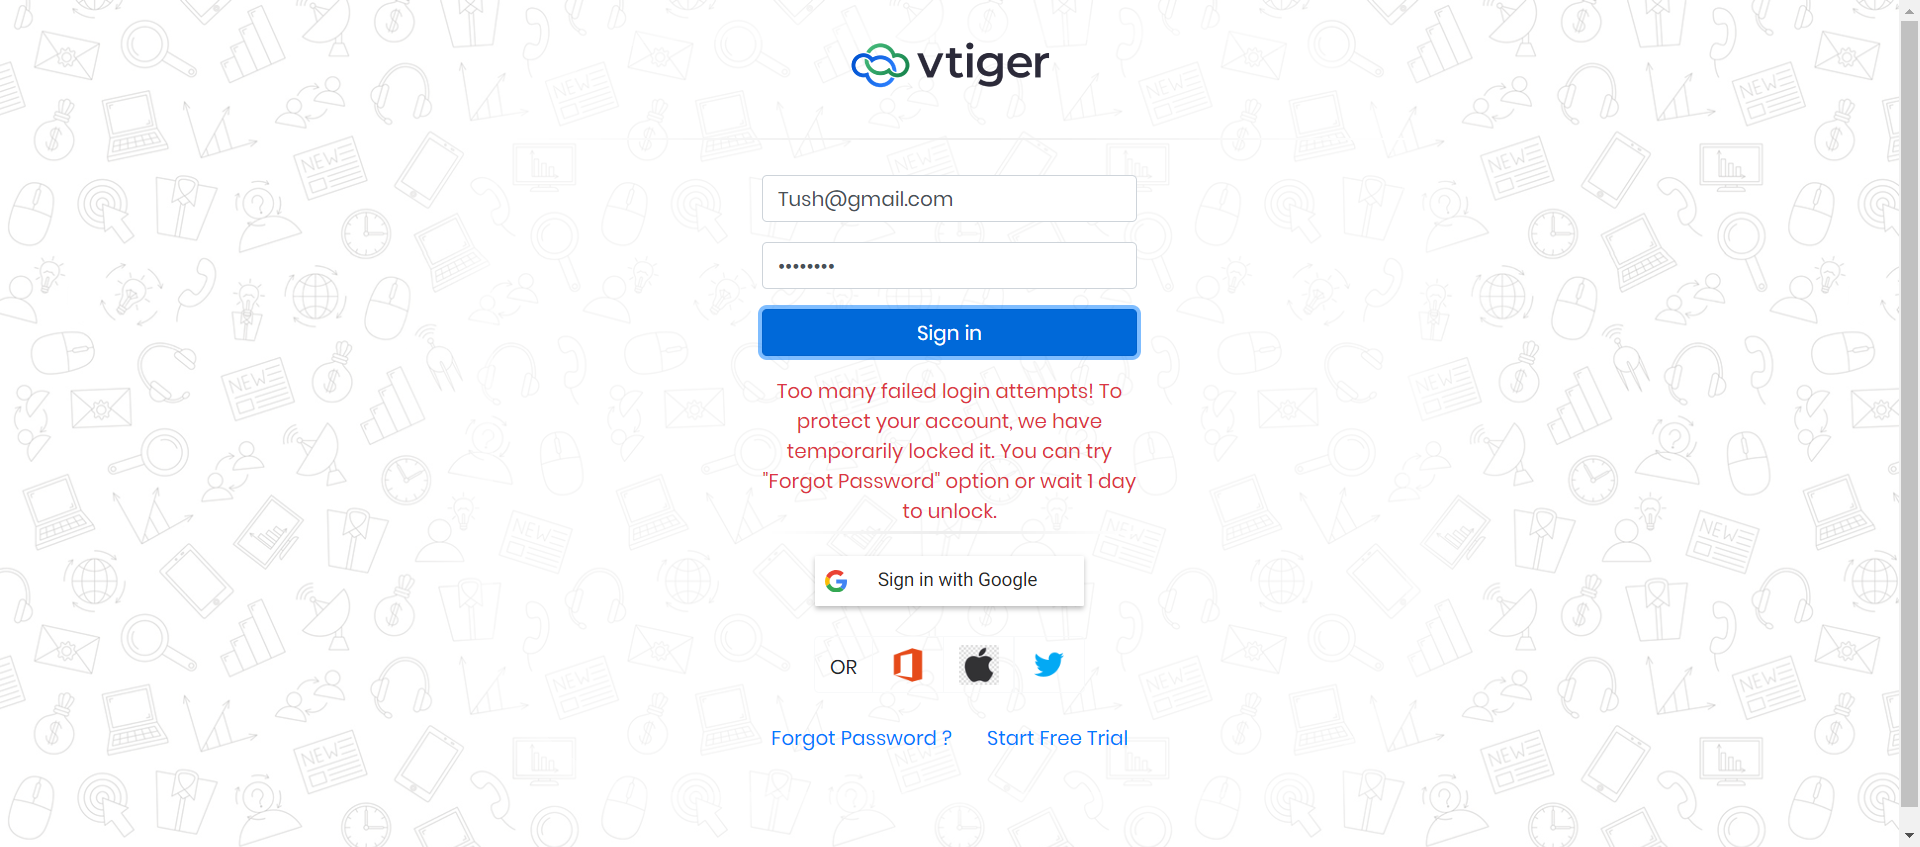 vtiger
Tush@gmail.com
••••••••
Sign in
Too many failed login attempts! To
protect your account, we have
temporarily locked it. You can try
"Forgot Password" option or wait 1 day
to unlock.
Sign in with Google
OR
Forgot Password ?
Start Free Trial